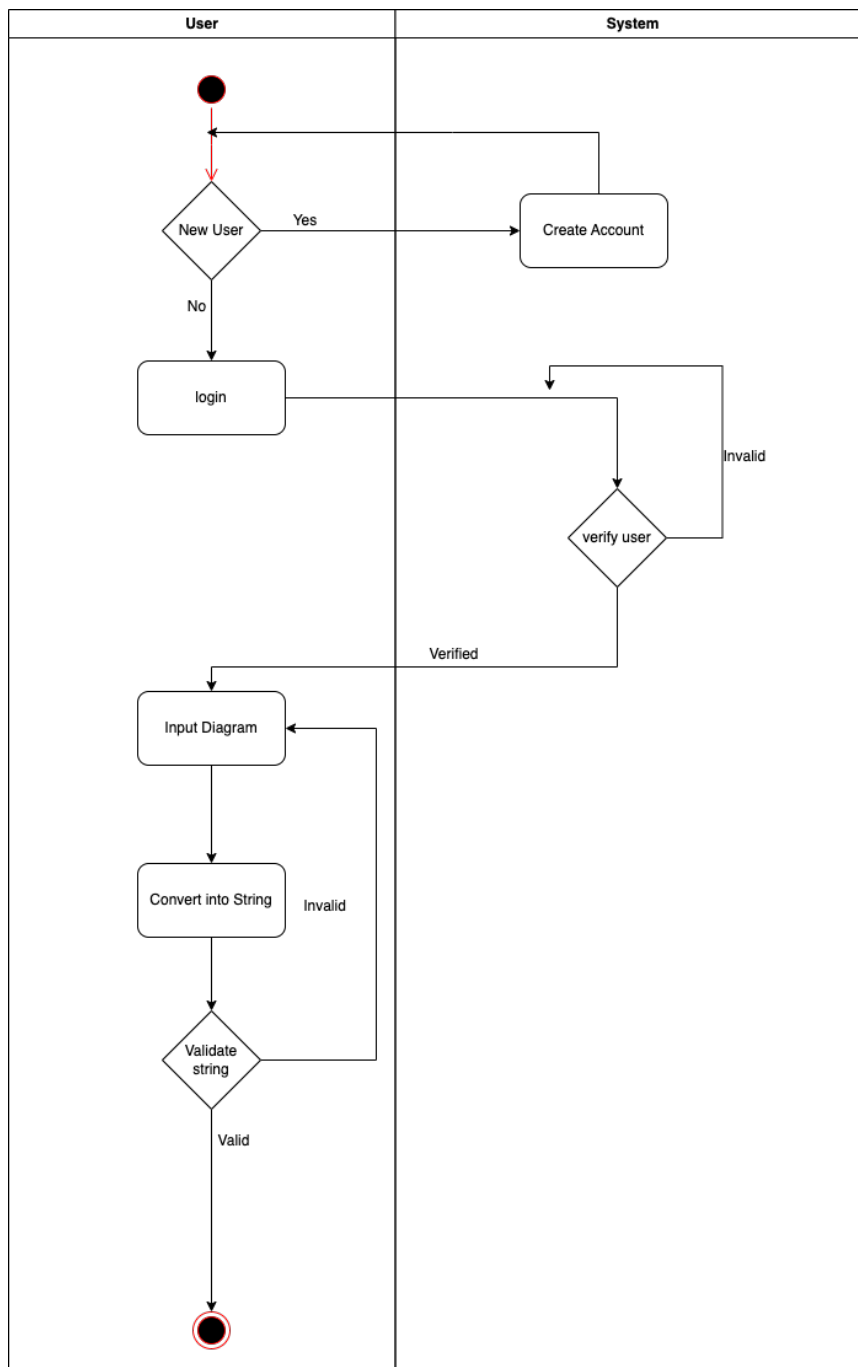 User
System
New User
Yes
Create Account
No
login
Invalid
verify user
Verified
Input Diagram
Convert into String
Invalid
Validate
string
Valid